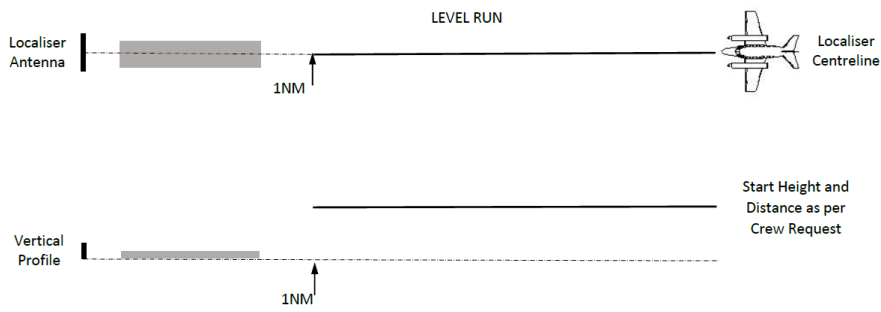 LEVEL RUN
Localiser
Antenna
Localiser
Centreline
1NM
Start Height and
Distance as per
Crew Request
Vertical
Profile
1NM